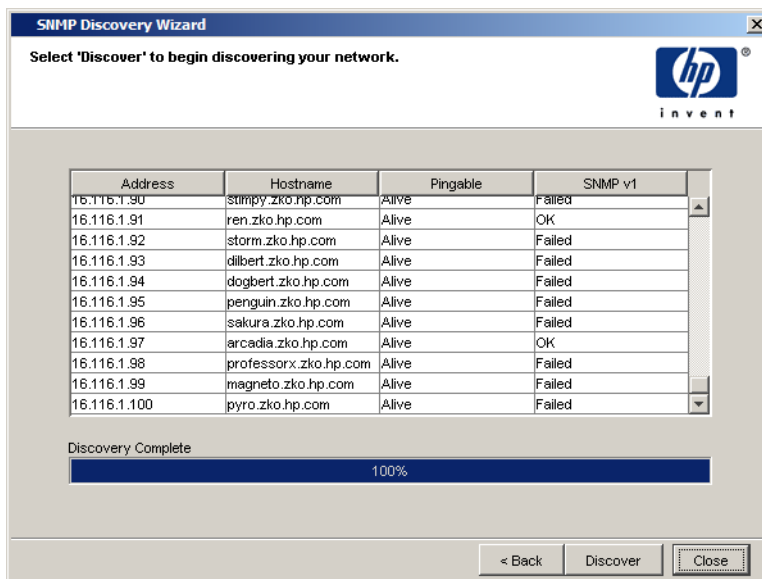 SNMP Discovery Wizard
Select 'Discover' to begin discovering your network.
hp ®
invent
Address Hostname Pingable SNMP v1
16.116.1.90 stimpy.zko.hp.com Alive Failed
16.116.1.91 ren.zko.hp.com Alive OK
16.116.1.92 storm.zko.hp.com Alive Failed
16.116.1.93 dilbert.zko.hp.com Alive Failed
16.116.1.94 dogbert.zko.hp.com Alive Failed
16.116.1.95 penguin.zko.hp.com Alive Failed
16.116.1.96 sakura.zko.hp.com Alive Failed
16.116.1.97 arcadia.zko.hp.com Alive OK
16.116.1.98 professorx.zko.hp.com Alive Failed
16.116.1.99 magneto.zko.hp.com Alive Failed
16.116.1.100 pyro.zko.hp.com Alive Failed
Discovery Complete
100%
< Back Discover Close